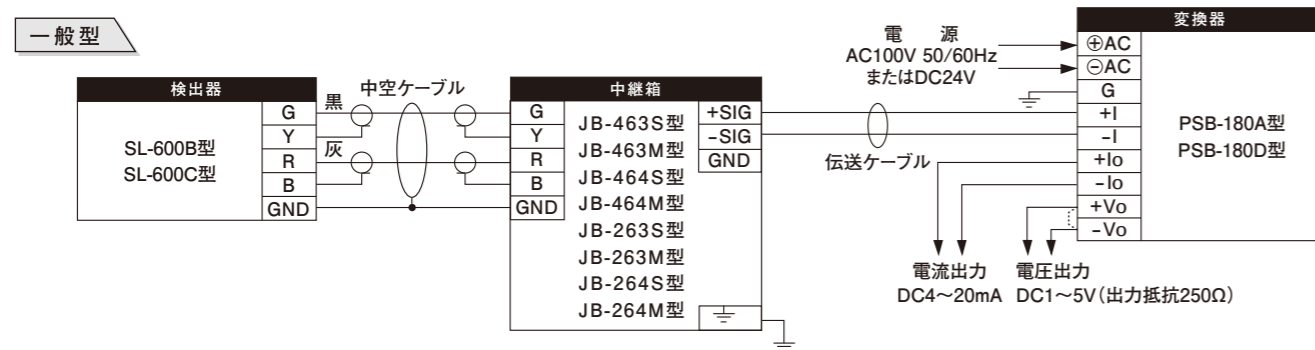 一般型
検出器
SL-600B型
SL-600C型
G
Y
R
B
GND
黒
灰
中空ケーブル
中継箱
G
Y
R
B
GND
JB-463S型
JB-463M型
JB-464S型
JB-464M型
JB-263S型
JB-263M型
JB-264S型
JB-264M型
+SIG
-SIG
GND
伝送ケーブル
電 源
AC100V 50/60Hz
またはDC24V
変換器
⊕AC
⊖AC
G
+I
-I
+Io
-Io
+Vo
-Vo
PSB-180A型
PSB-180D型
電流出力
DC4～20mA
電圧出力
DC1～5V(出力抵抗250Ω)